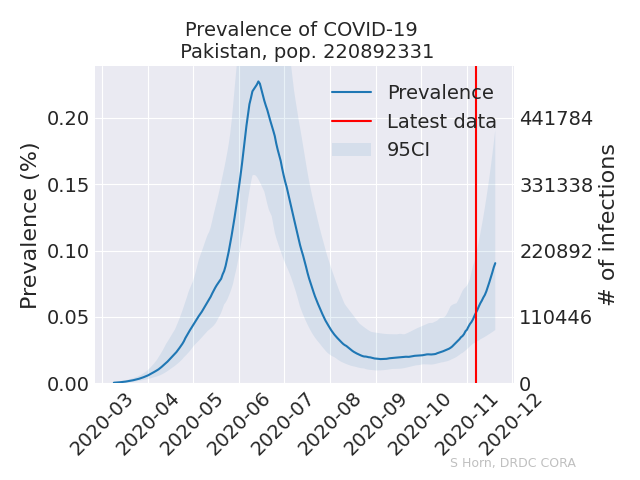 Prevalence of COVID-19
Pakistan, pop. 220892331
Prevalence
Latest data
95CI
0.20
0.15
0.10
0.05
0.00
Prevalence (%)
441784
331338
220892
110446
0
# of infections
2020-03
2020-04
2020-05
2020-06
2020-07
2020-08
2020-09
2020-10
2020-11
2020-12
S Horn, DRDC CORA